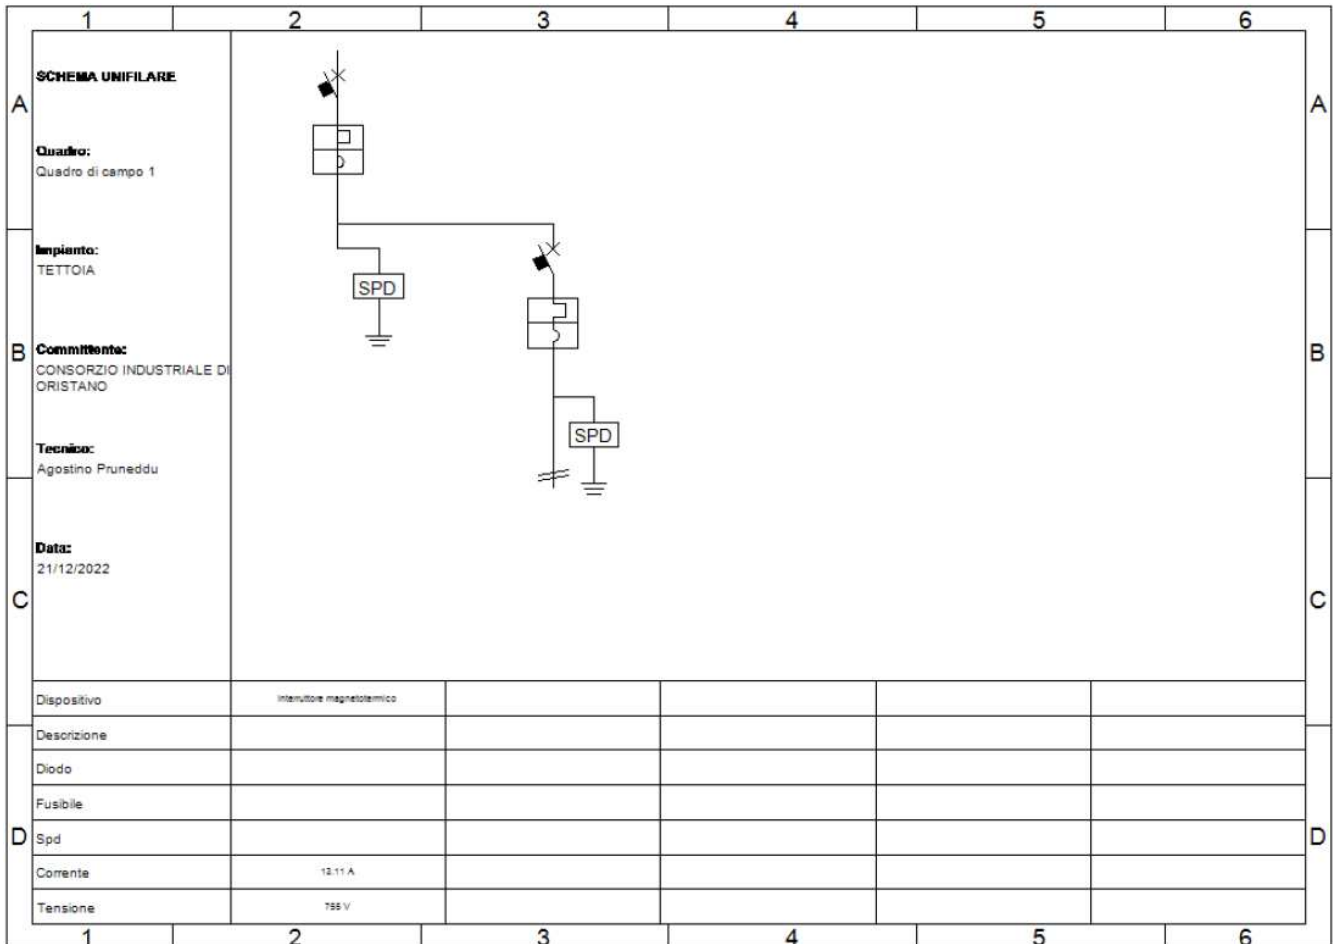 1 2 3 4 5 6
A A
SCHEMA UNIFILARE
Quadro:
Quadro di campo 1
Impianto:
TETTOIA
SPD
B B
Committente:
CONSORZIO INDUSTRIALE DI
ORISTANO
SPD
Tecnico:
Agostino Pruneddu
Data:
21/12/2022
C C
Dispositivo Interruttore magnetotermico
Descrizione
Diodo
Fusibile
D Spd D
Corrente
Tensione
1 2 3 4 5 6